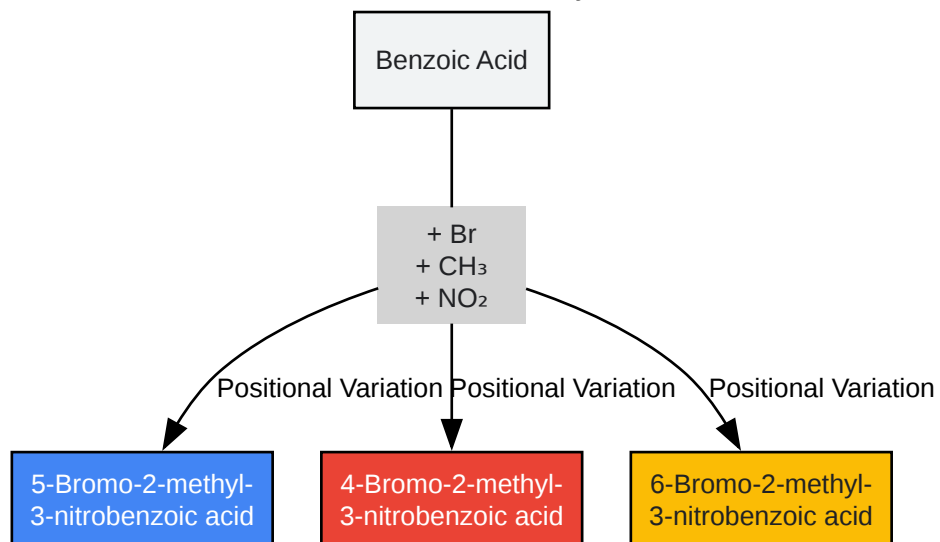 Benzoic Acid
+ Br
+ CH₃
+ NO₂
Positional Variation
Positional Variation
Positional Variation
5-Bromo-2-methyl-
3-nitrobenzoic acid
4-Bromo-2-methyl-
3-nitrobenzoic acid
6-Bromo-2-methyl-
3-nitrobenzoic acid